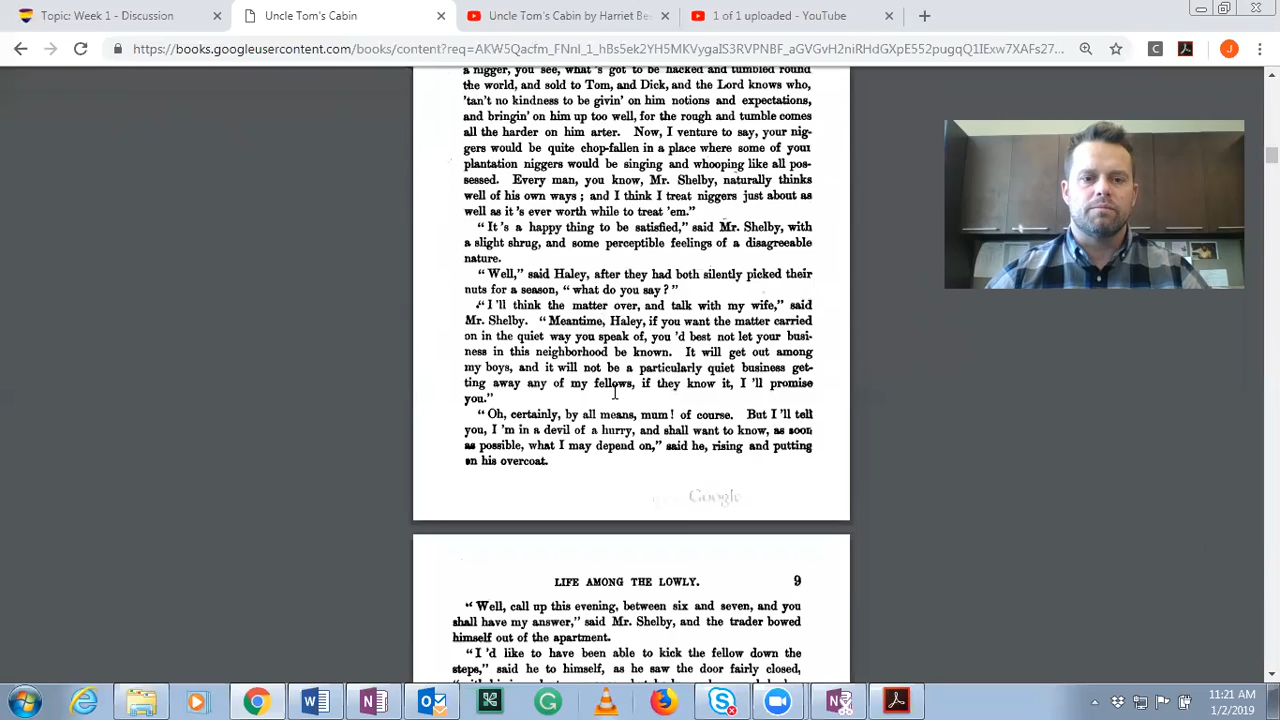 Topic: Week 1 - Discussion
Uncle Tom's Cabin
Uncle Tom's Cabin by Harriet Be
1 of 1 uploaded - YouTube
https://books.googleusercontent.com/books/content?req=AKW5Qacfm_FNnl_1_hBs5ek2YH5MKVygaIS3RVPNBF_aGVGvH2niRHdGXpE552pugqQ1IExw7XAFs27...
a nigger, you see, what's got to be hacked and tumbled round
the world, and sold to Tom, and Dick, and the Lord knows who,
'tan't no kindness to be givin' on him notions and expectations,
and bringin' on him up too well, for the rough and tumble comes
all the harder on him arter. Now, I venture to say, your nig-
gers would be quite chop-fallen in a place where some of your
plantation niggers would be singing and whooping like all pos-
sessed. Every man, you know, Mr. Shelby, naturally thinks
well of his own ways ; and I think I treat niggers just about as
well as it's ever worth while to treat 'em."
" It's a happy thing to be satisfied," said Mr. Shelby, with
a slight shrug, and some perceptible feelings of a disagreeable
nature.
" Well," said Haley, after they had both silently picked their
nuts for a season, " what do you say ? "
" I 'll think the matter over, and talk with my wife," said
Mr. Shelby. " Meantime, Haley, if you want the matter carried
on in the quiet way you speak of, you 'd best not let your busi-
ness in this neighborhood be known. It will get out among
my boys, and it will not be a particularly quiet business get-
ting away any of my fellows, if they know it, I 'll promise
you."
" Oh, certainly, by all means, mum ! of course. But I 'll tell
you, I 'm in a devil of a hurry, and shall want to know, as soon
as possible, what I may depend on," said he, rising and putting
on his overcoat.
Google
LIFE AMONG THE LOWLY. 9
" Well, call up this evening, between six and seven, and you
shall have my answer," said Mr. Shelby, and the trader bowed
himself out of the apartment.
" I 'd like to have been able to kick the fellow down the
steps," said he to himself, as he saw the door fairly closed,
11:21 AM
1/2/2019